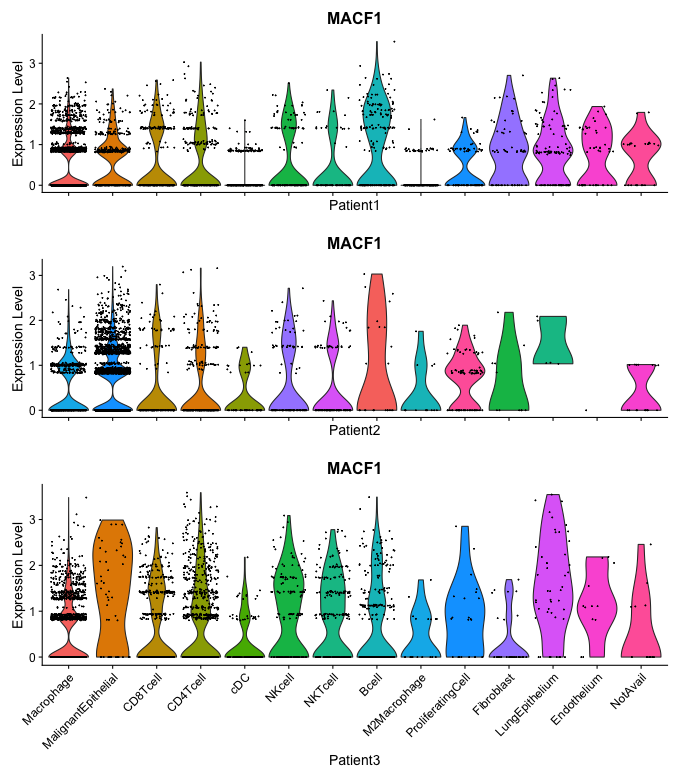 MACF1
Expression Level
3
2
1
0
Patient1
MACF1
Expression Level
3
2
1
0
Patient2
MACF1
Expression Level
3
2
1
0
Macrophage
MalignantEpithelial
CD8Tcell
CD4Tcell
cDC
NKcell
NKTcell
Bcell
M2Macrophage
ProliferatingCell
Fibroblast
LungEpithelium
Endothelium
NotAvail
Patient3